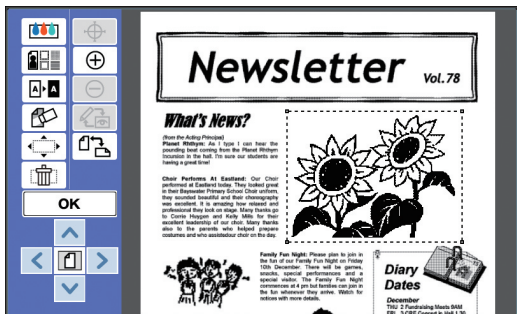 A A
OK
Newsletter Vol. 78
What's News?
(from the Acting Principal)
Planet Rhthym: As I type I can hear the
pounding beat coming from the Planet Rhthym
Incursion in the hall. I'm sure our students are
having a great time!
Choir Performs At Eastland: Our Choir
performed at Eastland today. They looked great
in their Bayswater Primary School Choir uniform,
they sounded beautiful and their choreography
was excellent. It is amazing how relaxed and
professional they look on stage. Many thanks go
to Corrie Huygen and Kelly Mills for their
excellent leadership of our choir. Many thanks
also to the parents who helped prepare
costumes and who assistedour choir on the day.
Family Fun Night: Please plan to join in
the fun of our Family Fun Night on Friday
10th December. There will be games,
snacks, special performances and a
special visitor. The Family Fun Night
commences at 4 pm but families can join in
the fun whenever they arrive. Watch for
notices with more details.
Diary
Dates
December
THU 2 Fundraising Meets 9AM